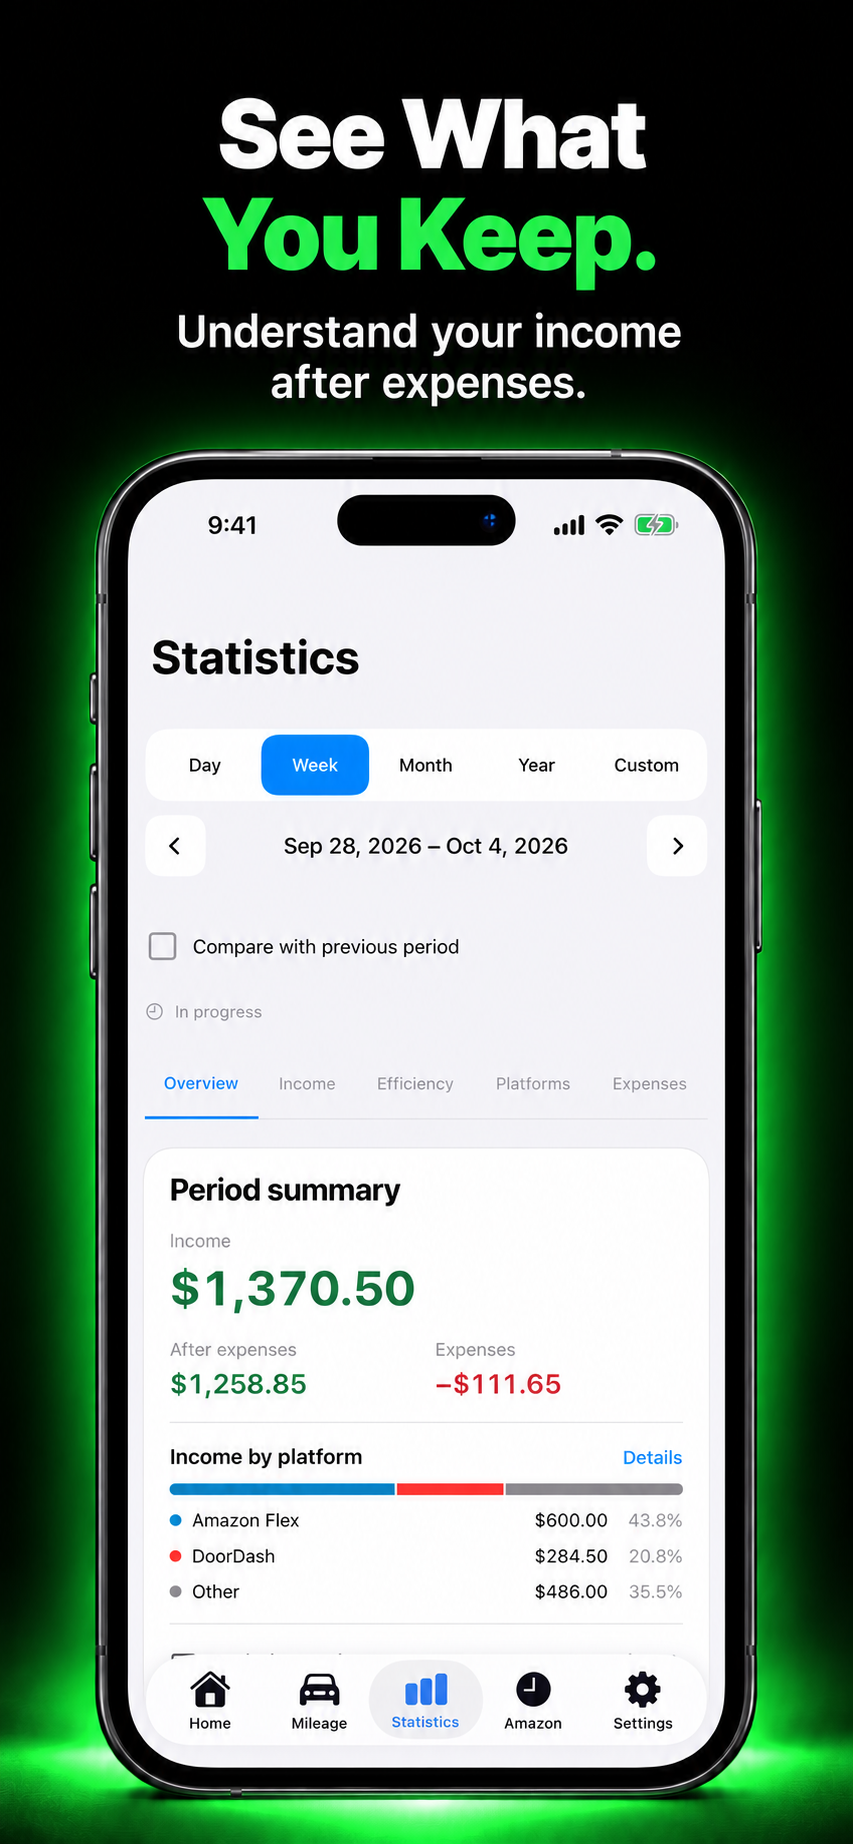 See What
You Keep.
Understand your income
after expenses.
9:41
Statistics
Day Week Month Year Custom
Sep 28, 2026 – Oct 4, 2026
Compare with previous period
In progress
Overview Income Efficiency Platforms Expenses
Period summary
Income
$1,370.50
After expenses Expenses
$1,258.85 –$111.65
Income by platform Details
Amazon Flex $600.00 43.8%
DoorDash $284.50 20.8%
Other $486.00 35.5%
Home Mileage Statistics Amazon Settings